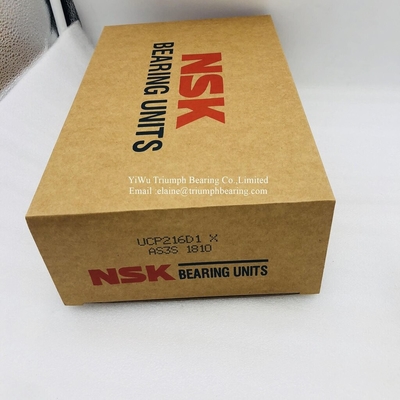 NSK
BEARING UNITS
YiWu Triumph Bearing Co.,Limited
Email :elaine@triumphbearing.com
UCP216D1 X
AS3S 1810
NSK BEARING UNITS